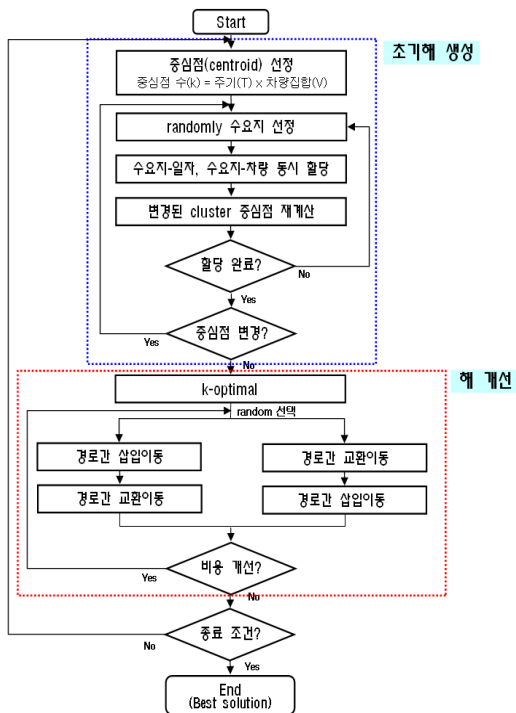 Start
초기해 생성
중심점(centroid) 선정
중심점 수(k) = 주기(T) x 차량집합(V)
randomly 수요지 선정
수요지-일자, 수요지-차량 동시 할당
변경된 cluster 중심점 재계산
할당 완료?
No
Yes
중심점 변경?
Yes
No
해 개선
k-optimal
random 선택
경로간 삽입이동
경로간 교환이동
경로간 교환이동
경로간 삽입이동
비용 개선?
Yes
No
종료 조건?
No
Yes
End
(Best solution)